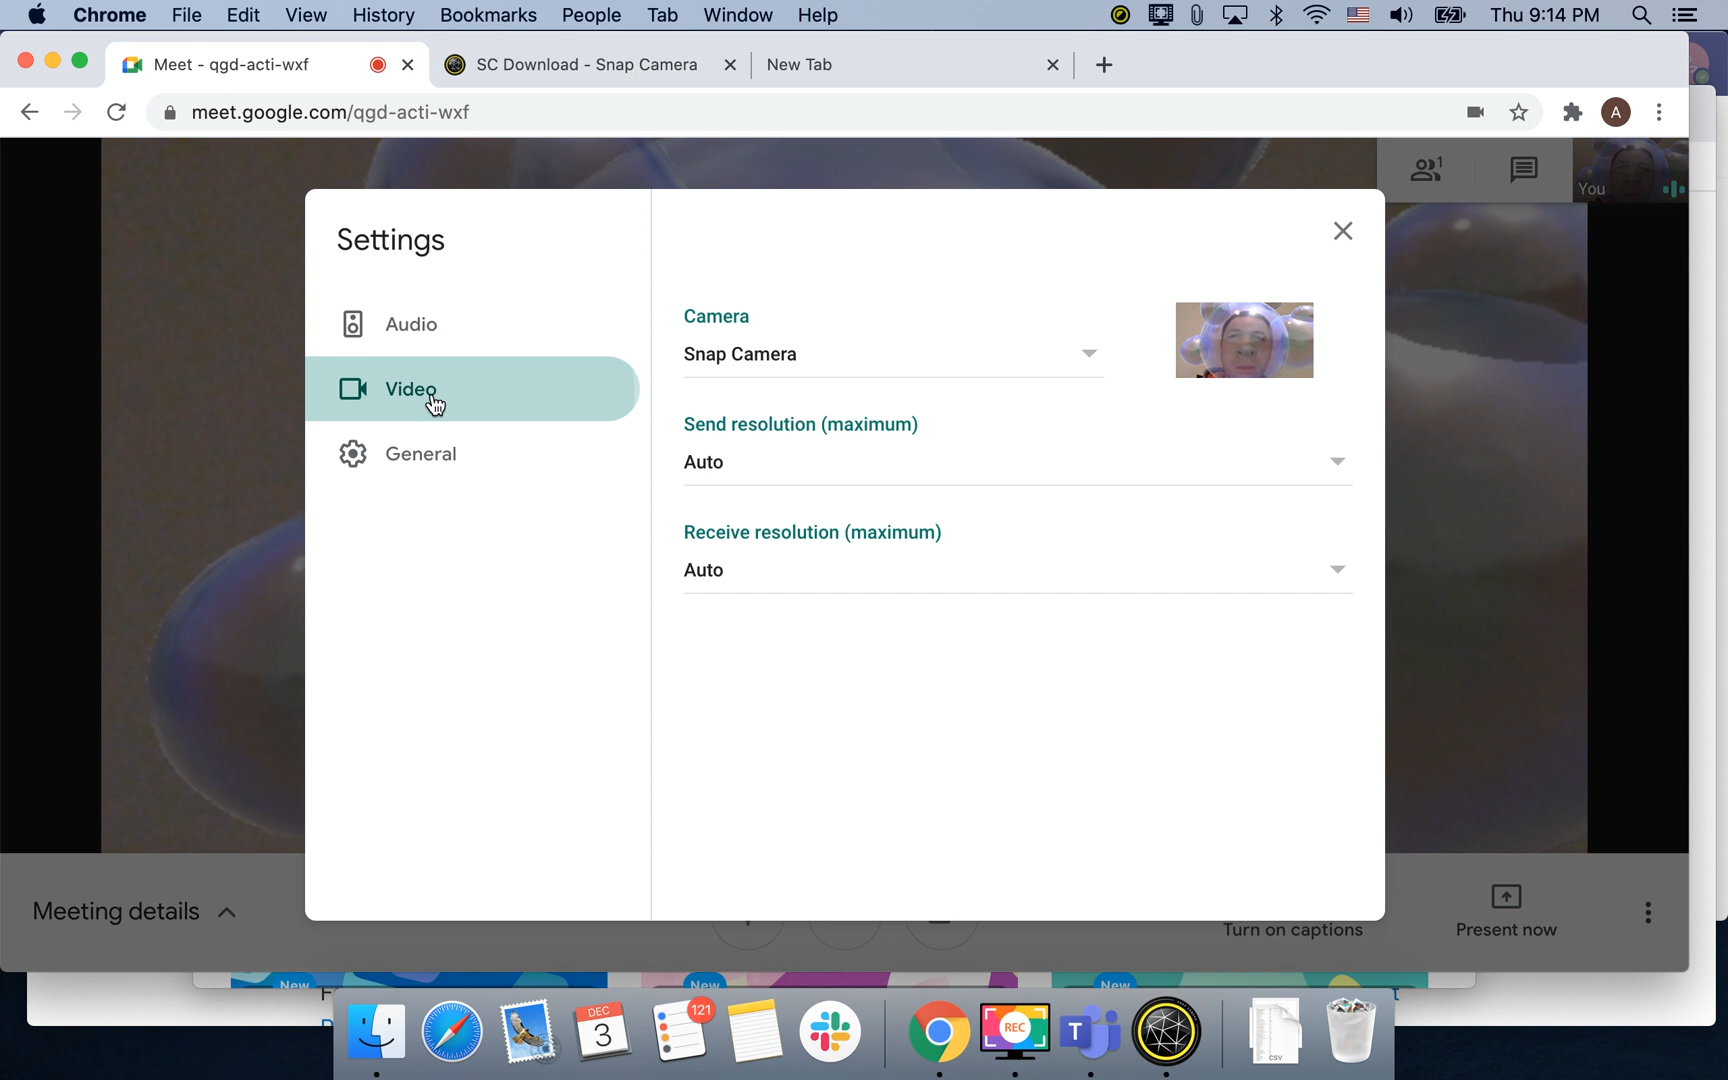 Chrome File Edit View History Bookmarks People Tab Window Help Thu 9:14 PM
Meet - qgd-acti-wxf SC Download - Snap Camera New Tab
meet.google.com/qgd-acti-wxf A
1
You
Settings
Audio
Video
General
Camera
Snap Camera
Send resolution (maximum)
Auto
Receive resolution (maximum)
Auto
Meeting details
Turn on captions
Present now
New New New
DEC
3
121
REC
T
CSV